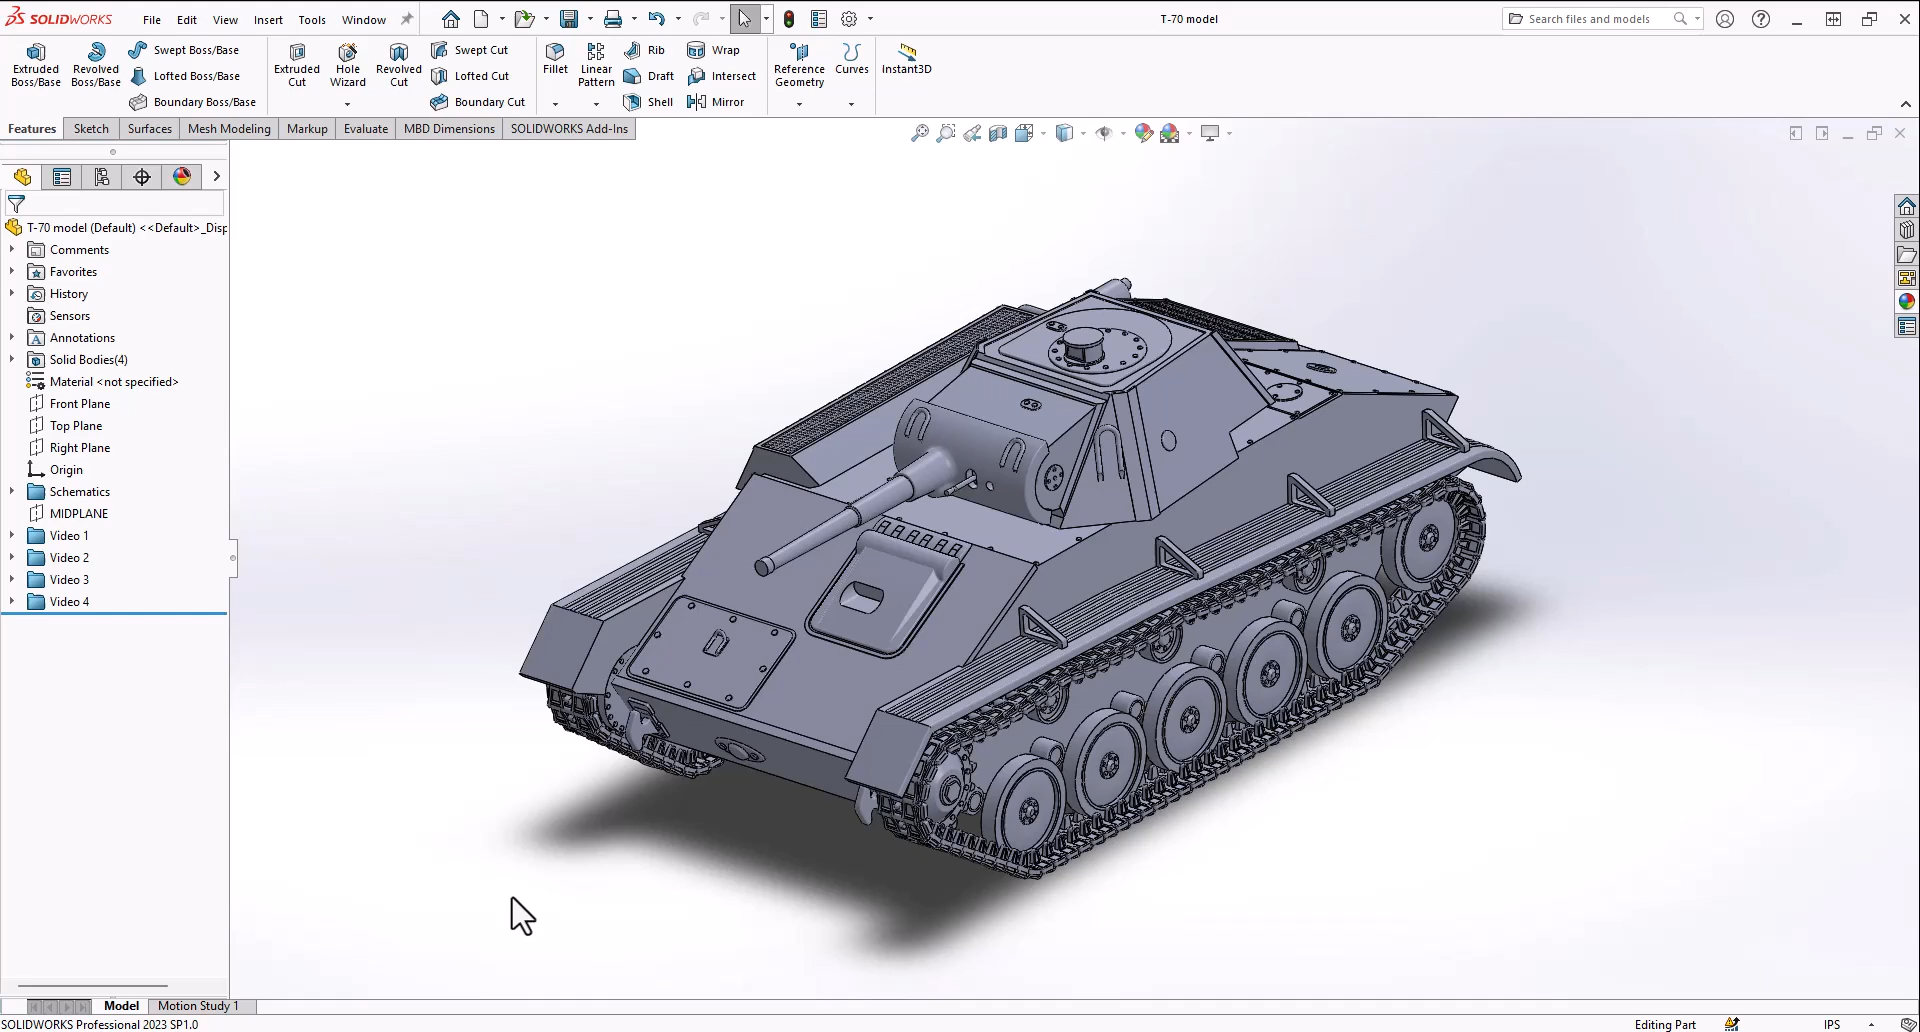 SOLIDWORKS
File Edit View Insert Tools Window
T-70 model
Search files and models
Extruded Boss/Base
Revolved Boss/Base
Swept Boss/Base
Lofted Boss/Base
Boundary Boss/Base
Extruded Cut
Hole Wizard
Revolved Cut
Swept Cut
Lofted Cut
Boundary Cut
Fillet
Linear Pattern
Rib
Draft
Shell
Wrap
Intersect
Mirror
Reference Geometry
Curves
Instant3D
Features Sketch Surfaces Mesh Modeling Markup Evaluate MBD Dimensions SOLIDWORKS Add-Ins
T-70 model (Default) <<Default>_Disp
Comments
Favorites
History
Sensors
Annotations
Solid Bodies(4)
Material <not specified>
Front Plane
Top Plane
Right Plane
Origin
Schematics
MIDPLANE
Video 1
Video 2
Video 3
Video 4
Model Motion Study 1
SOLIDWORKS Professional 2023 SP1.0
Editing Part
IPS